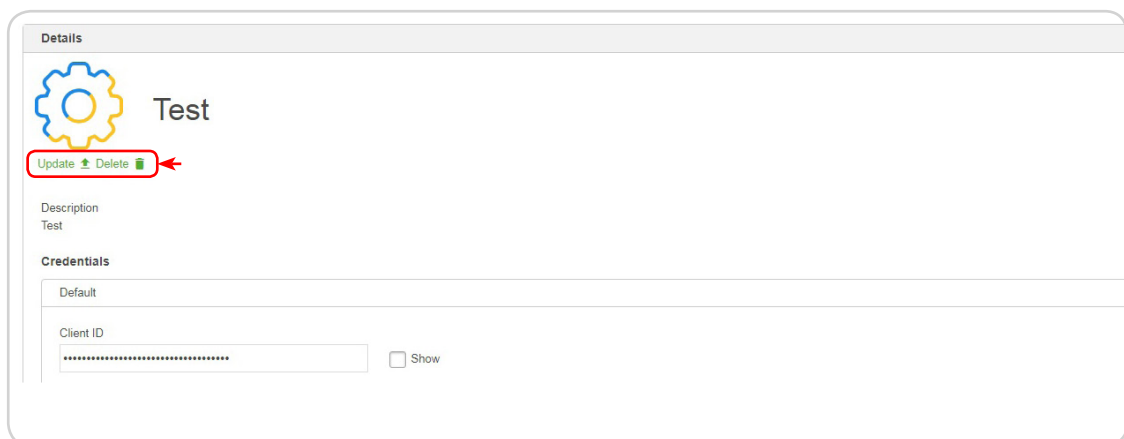 Details
Test
Update Delete
Description
Test
Credentials
Default
Client ID
•••••••••••••••••••••••••••••••••••• Show